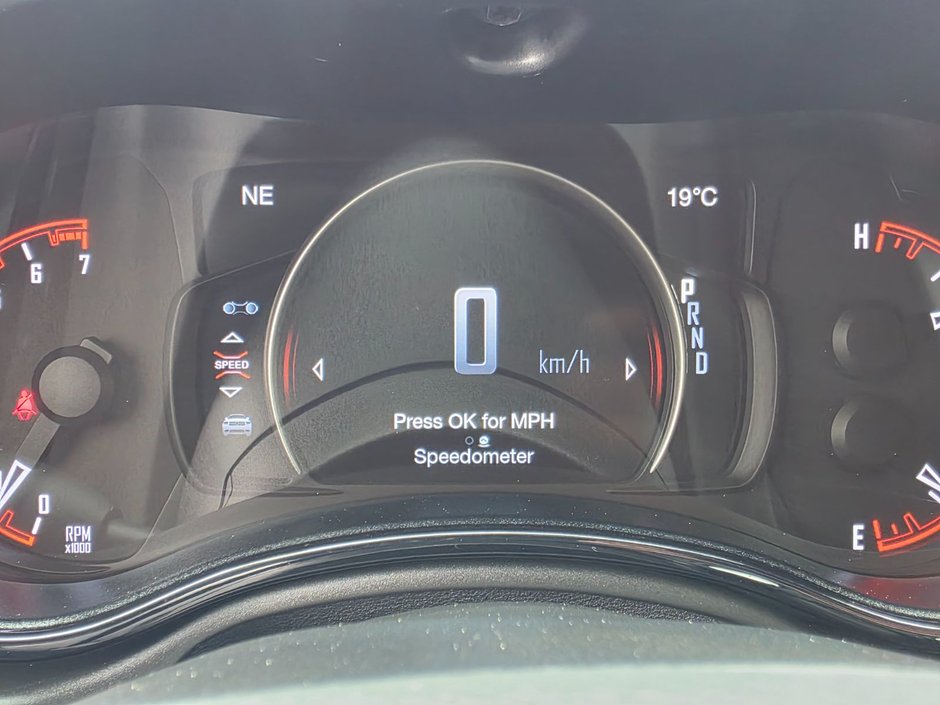 NE
19°C
6
7
H
SPEED
0
km/h
P
R
N
D
Press OK for MPH
Speedometer
0
RPM
x1000
E